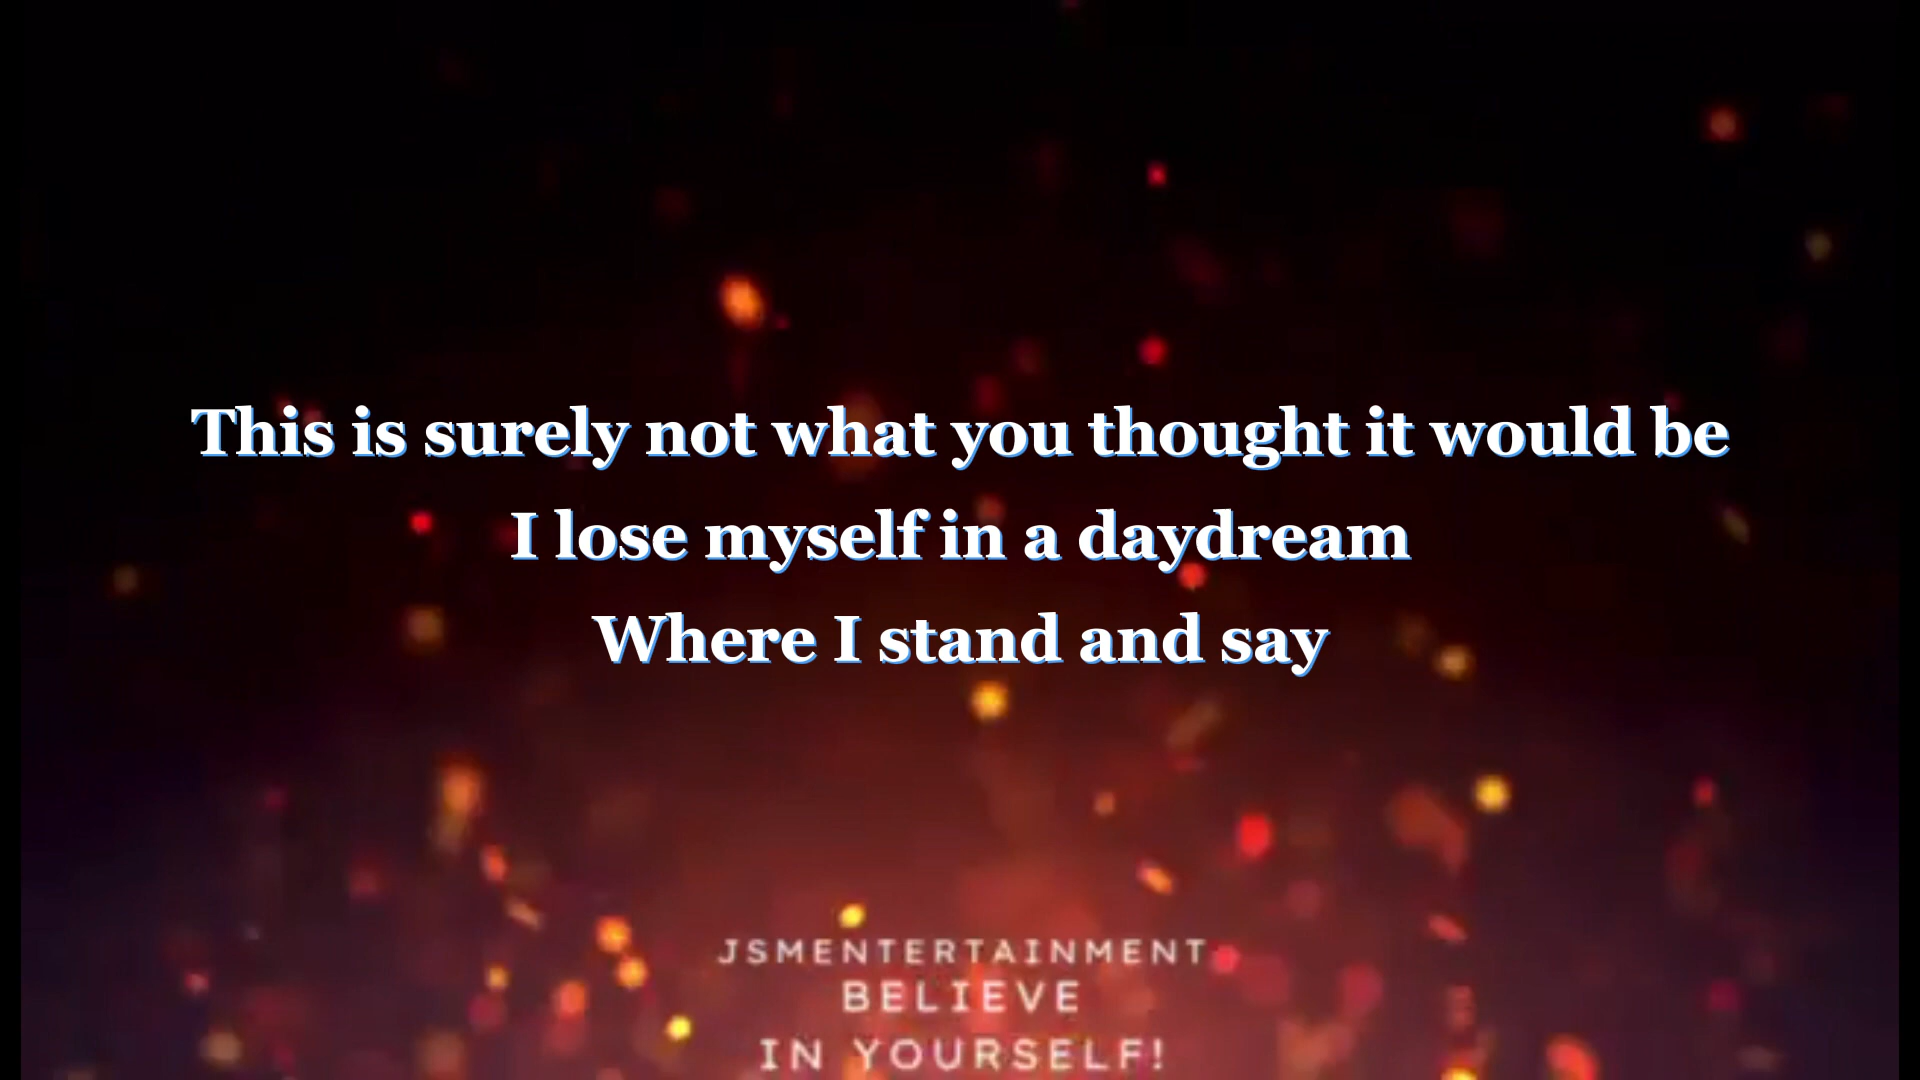 This is surely not what you thought it would be
I lose myself in a daydream
Where I stand and say
JSMENTERTAINMENT
BELIEVE
IN YOURSELF!